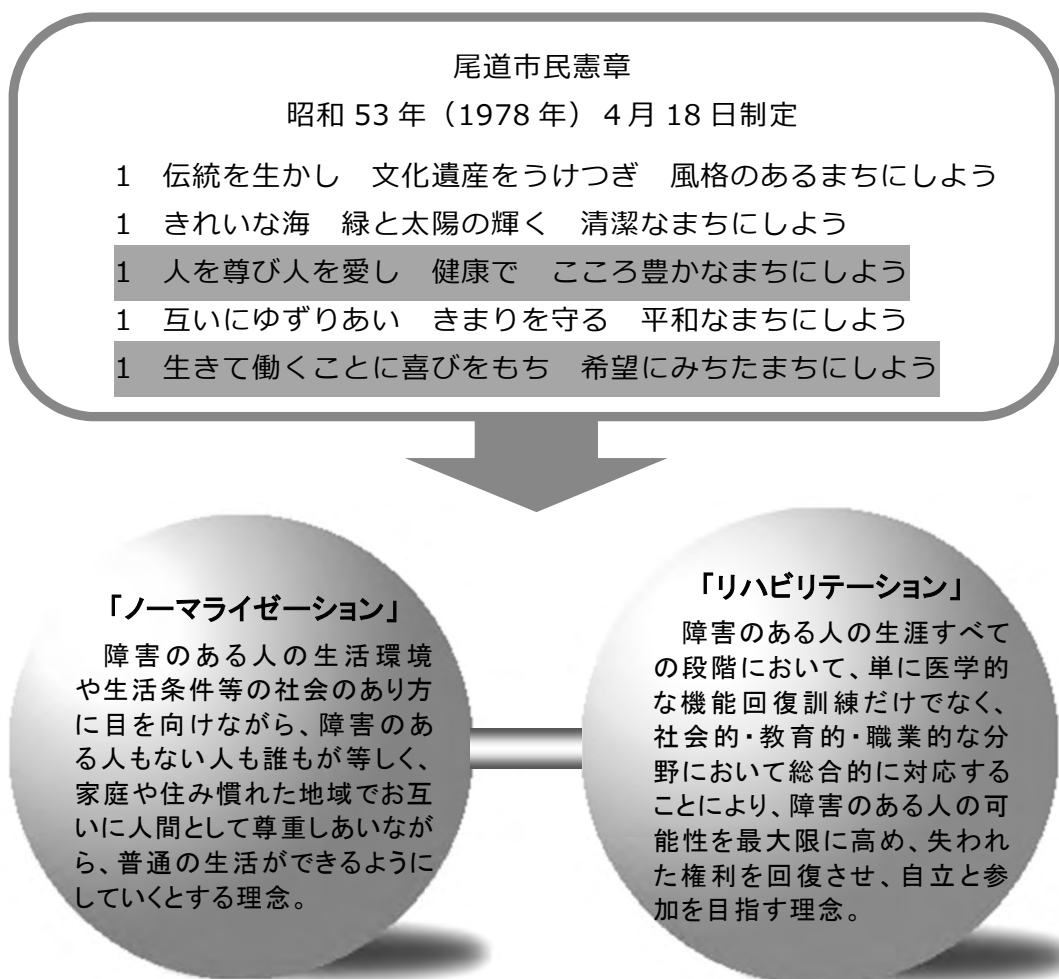 尾道市民憲章
昭和 53 年（1978 年）４月 18 日制定
1　伝統を生かし　文化遺産をうけつぎ　風格のあるまちにしよう
1　きれいな海　緑と太陽の輝く　清潔なまちにしよう
1　人を尊び人を愛し　健康で　こころ豊かなまちにしよう
1　互いにゆずりあい　きまりを守る　平和なまちにしよう
1　生きて働くことに喜びをもち　希望にみちたまちにしよう
「ノーマライゼーション」
障害のある人の生活環境
や生活条件等の社会のあり方
に目を向けながら、障害のあ
る人もない人も誰もが等しく、
家庭や住み慣れた地域でお互
いに人間として尊重しあいなが
ら、普通の生活ができるように
していくとする理念。
「リハビリテーション」
障害のある人の生涯すべて
の段階において、単に医学的
な機能回復訓練だけでなく、
社会的・教育的・職業的な分
野において総合的に対応する
ことにより、障害のある人の可
能性を最大限に高め、失われ
た権利を回復させ、自立と参
加を目指す理念。